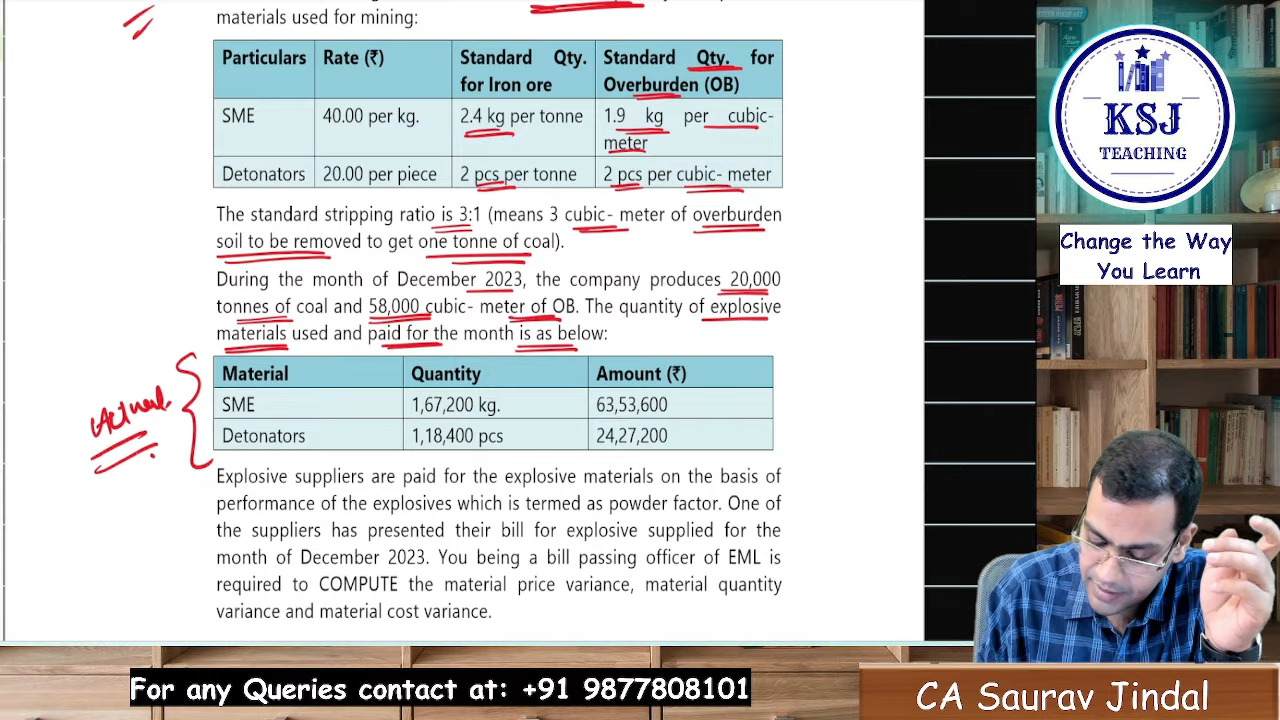 materials used for mining:
Particulars Rate (₹) Standard Qty. for Iron ore Standard Qty. for Overburden (OB)
SME 40.00 per kg. 2.4 kg per tonne 1.9 kg per cubic- meter
Detonators 20.00 per piece 2 pcs per tonne 2 pcs per cubic- meter
The standard stripping ratio is 3:1 (means 3 cubic- meter of overburden
soil to be removed to get one tonne of coal).
During the month of December 2023, the company produces 20,000
tonnes of coal and 58,000 cubic- meter of OB. The quantity of explosive
materials used and paid for the month is as below:
Material Quantity Amount (₹)
SME 1,67,200 kg. 63,53,600
Detonators 1,18,400 pcs 24,27,200
Actual
Explosive suppliers are paid for the explosive materials on the basis of
performance of the explosives which is termed as powder factor. One of
the suppliers has presented their bill for explosive supplied for the
month of December 2023. You being a bill passing officer of EML is
required to COMPUTE the material price variance, material quantity
variance and material cost variance.
KSJ
TEACHING
Change the Way
You Learn
For any Queries contact at: +91 9877808101
CA Saurav Jindal